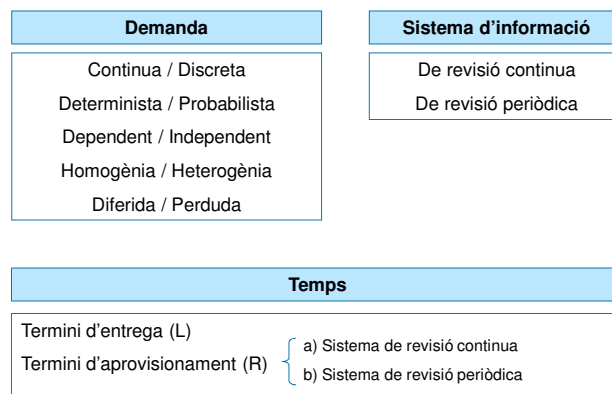 Demanda
Continua / Discreta
Determinista / Probabilista
Dependent / Independent
Homogènia / Heterogènia
Diferida / Perduda
Sistema d’informació
De revisió continua
De revisió periòdica
Temps
Termini d’entrega (L)
Termini d’aprovisionament (R)
a) Sistema de revisió continua
b) Sistema de revisió periòdica